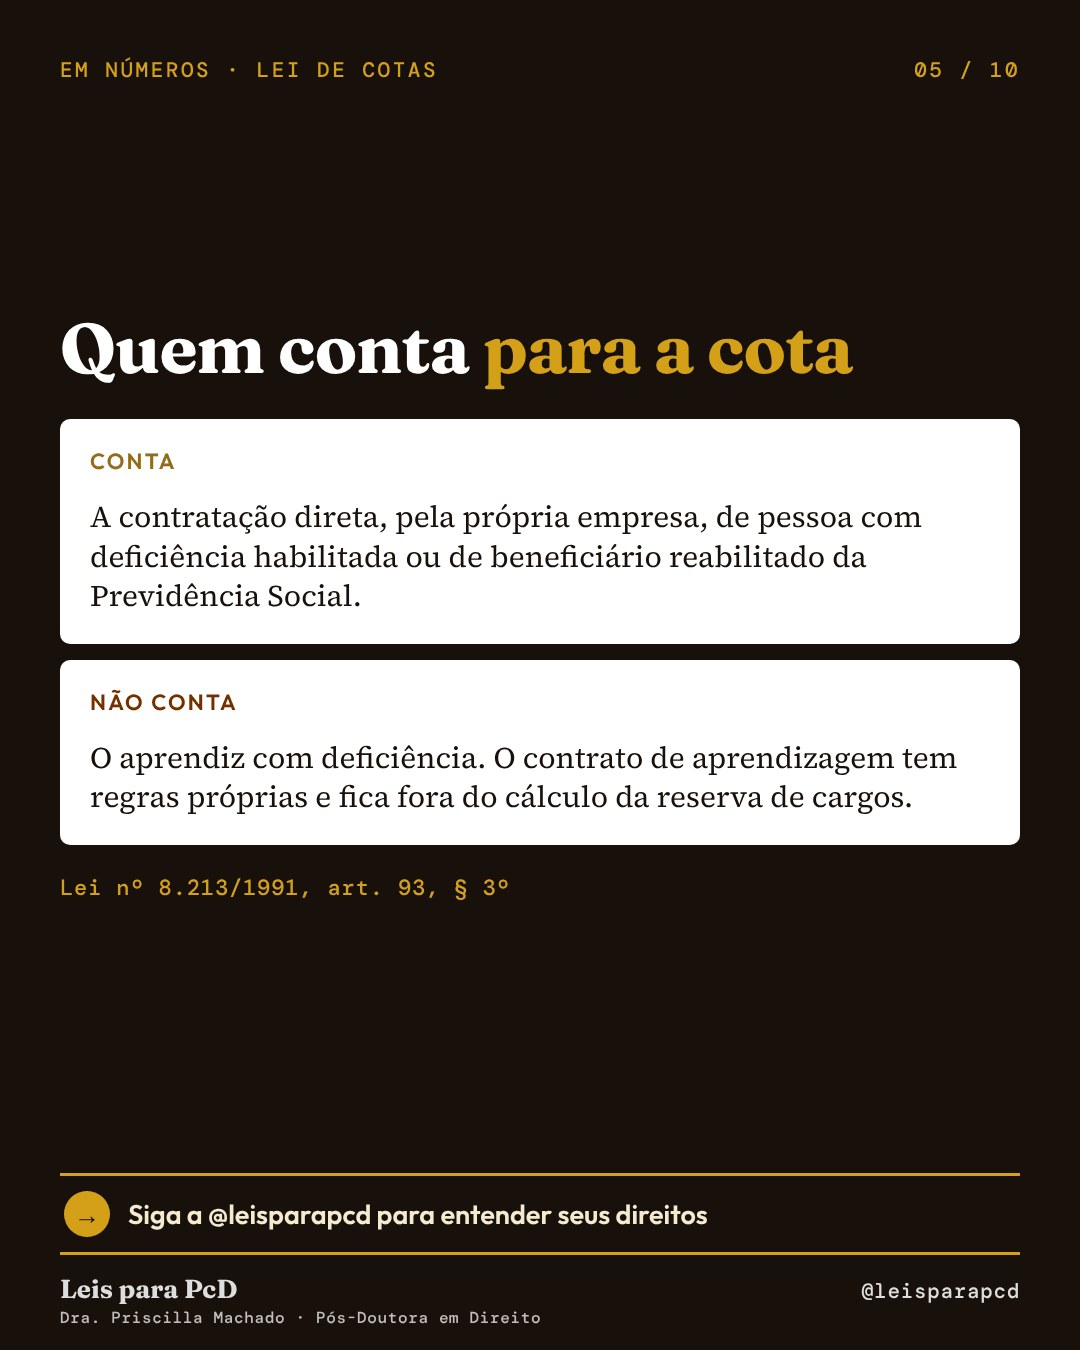 EM NÚMEROS · LEI DE COTAS
05 / 10
Quem conta para a cota
CONTA
A contratação direta, pela própria empresa, de pessoa com
deficiência habilitada ou de beneficiário reabilitado da
Previdência Social.
NÃO CONTA
O aprendiz com deficiência. O contrato de aprendizagem tem
regras próprias e fica fora do cálculo da reserva de cargos.
Lei nº 8.213/1991, art. 93, § 3º
→ Siga a @leisparapcd para entender seus direitos
Leis para PcD
@leisparapcd
Dra. Priscilla Machado · Pós-Doutora em Direito